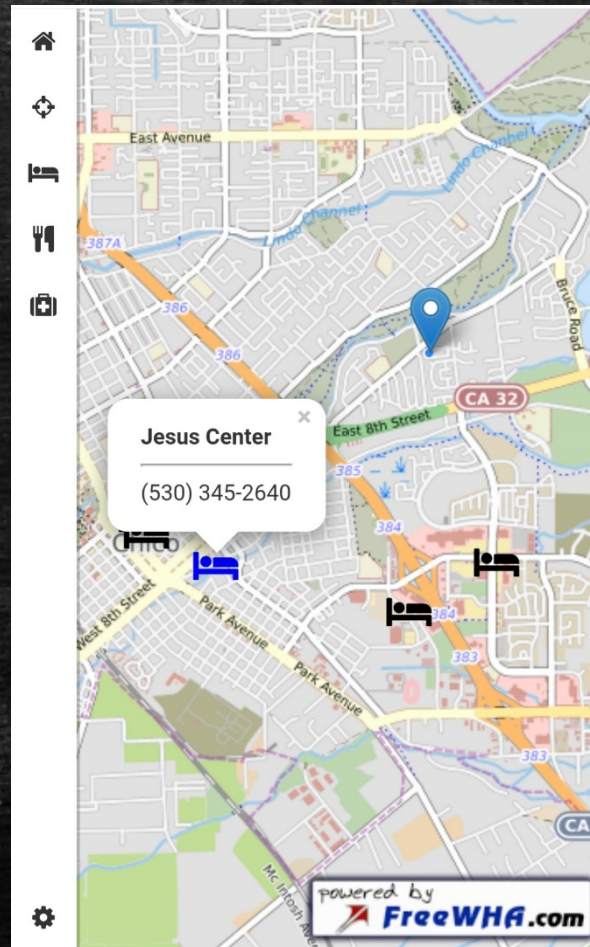 East Avenue
Lindo Channel
Lindo Channel
387A
386
Bruce Road
386
CA 32
East 8th Street
Jesus Center
385
(530) 345-2640
384
Chico
West 8th Street
Park Avenue
384
383
Park Avenue
383
CA
Mc Intosh Ave
powered by
FreeWHA.com